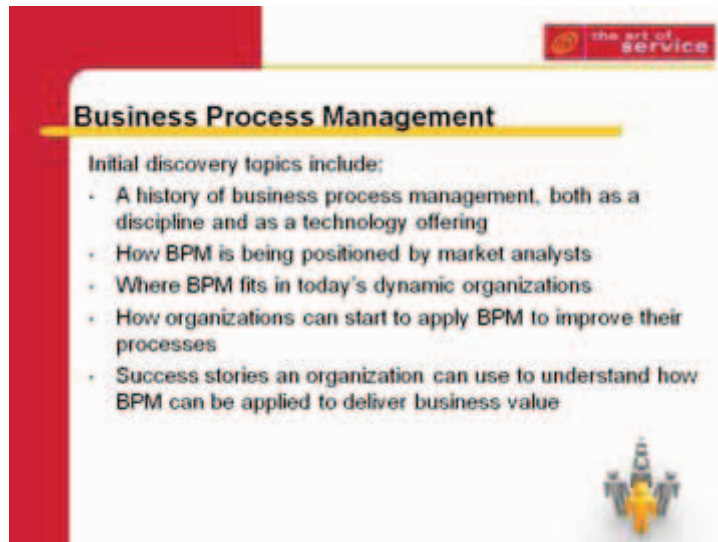 the art of
service
Business Process Management
Initial discovery topics include:
- A history of business process management, both as a
discipline and as a technology offering
- How BPM is being positioned by market analysts
- Where BPM fits in today's dynamic organizations
- How organizations can start to apply BPM to improve their
processes
- Success stories an organization can use to understand how
BPM can be applied to deliver business value